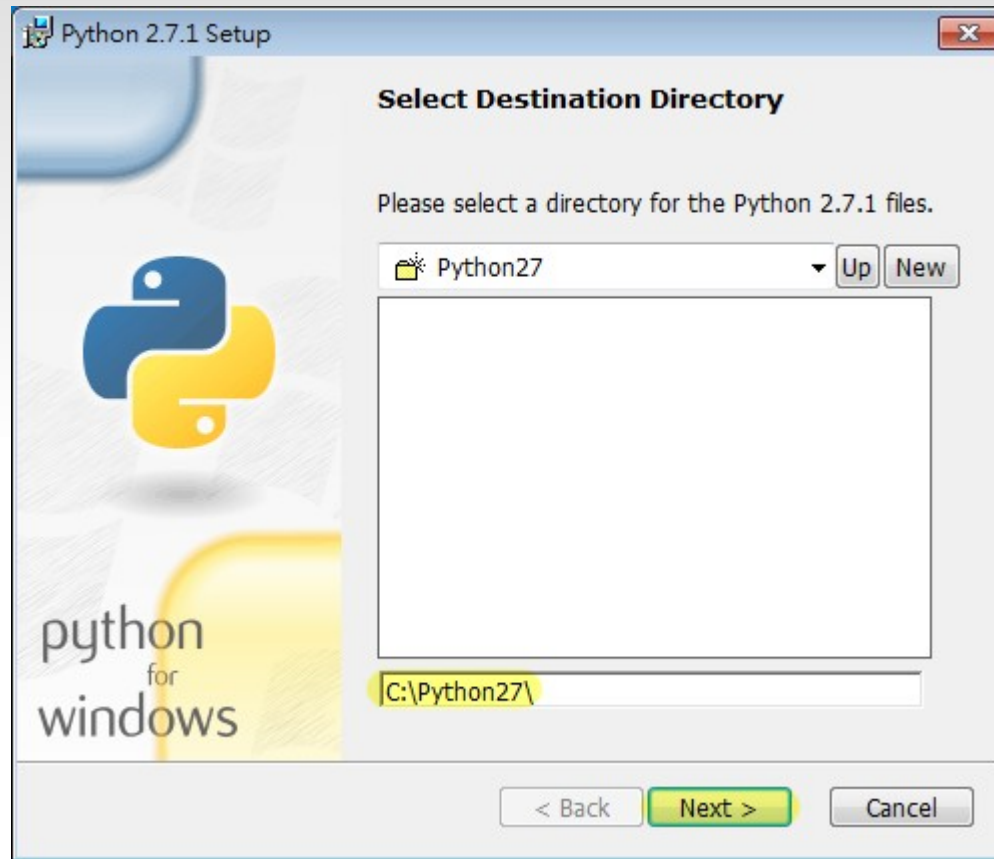 Python 2.7.1 Setup
Select Destination Directory
Please select a directory for the Python 2.7.1 files.
Python27
Up
New
C:\Python27\
python
for
windows
< Back
Next >
Cancel